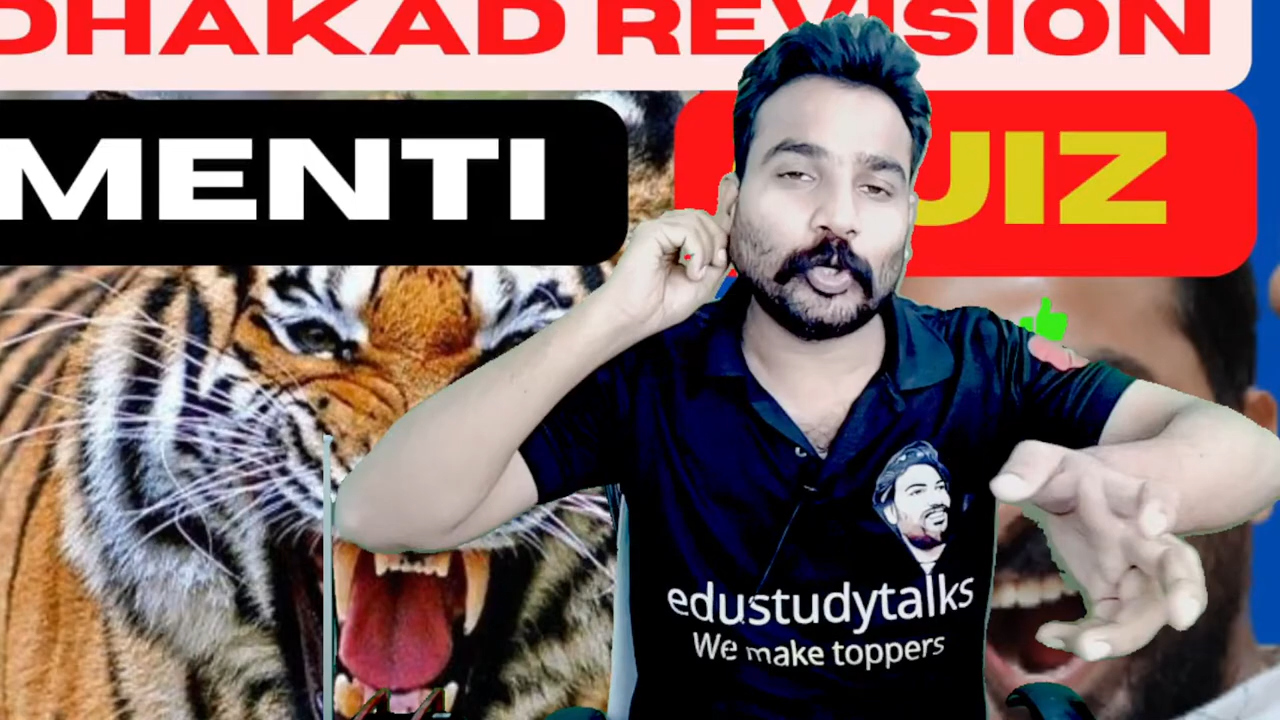 DHAKAD REVISION
MENTI
UIZ
edustudytalks
We make toppers